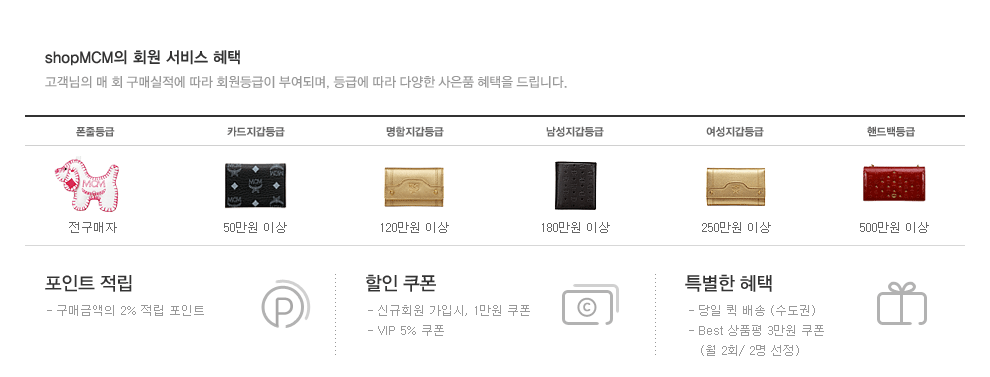 shopMCM의 회원 서비스 혜택
고객님의 매 회 구매실적에 따라 회원등급이 부여되며, 등급에 따라 다양한 사은품 혜택을 드립니다.
폰줄등급 카드지갑등급 명함지갑등급 남성지갑등급 여성지갑등급 핸드백등급
MCM
전구매자 50만원 이상 120만원 이상 180만원 이상 250만원 이상 500만원 이상
포인트 적립
- 구매금액의 2% 적립 포인트
P
할인 쿠폰
- 신규회원 가입시, 1만원 쿠폰
- VIP 5% 쿠폰
C
특별한 혜택
- 당일 퀵 배송 (수도권)
- Best 상품평 3만원 쿠폰
(월 2회/ 2명 선정)